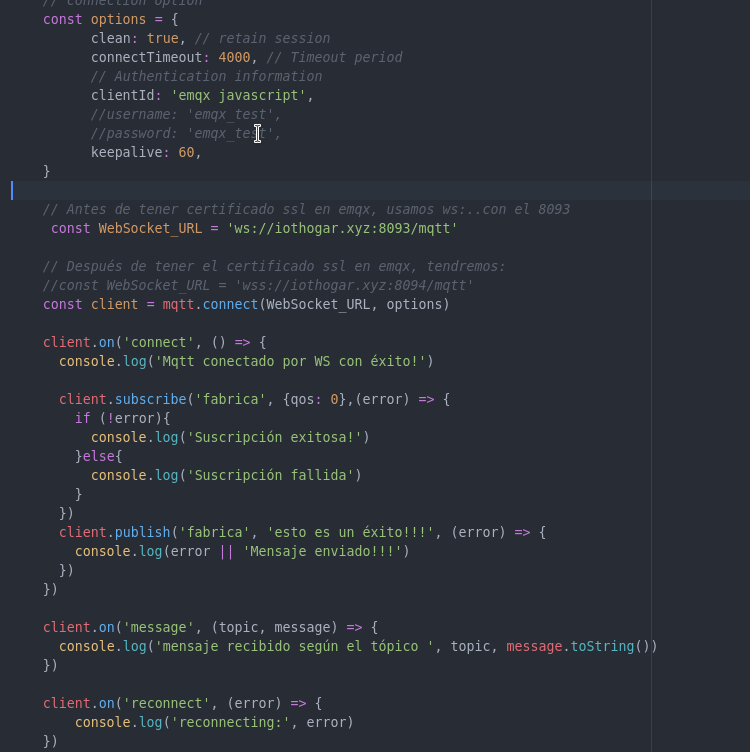 // connection option
const options = {
clean: true, // retain session
connectTimeout: 4000, // Timeout period
// Authentication information
clientId: 'emqx javascript',
//username: 'emqx_test',
//password: 'emqx_test',
keepalive: 60,
}
// Antes de tener certificado ssl en emqx, usamos ws:..con el 8093
const WebSocket_URL = 'ws://iothogar.xyz:8093/mqtt'
// Después de tener el certificado ssl en emqx, tendremos:
//const WebSocket_URL = 'wss://iothogar.xyz:8094/mqtt'
const client = mqtt.connect(WebSocket_URL, options)
client.on('connect', () => {
console.log('Mqtt conectado por WS con éxito!')
client.subscribe('fabrica', {qos: 0},(error) => {
if (!error){
console.log('Suscripción exitosa!')
}else{
console.log('Suscripción fallida')
}
})
client.publish('fabrica', 'esto es un éxito!!!', (error) => {
console.log(error || 'Mensaje enviado!!!')
})
})
client.on('message', (topic, message) => {
console.log('mensaje recibido según el tópico ', topic, message.toString())
})
client.on('reconnect', (error) => {
console.log('reconnecting:', error)
})